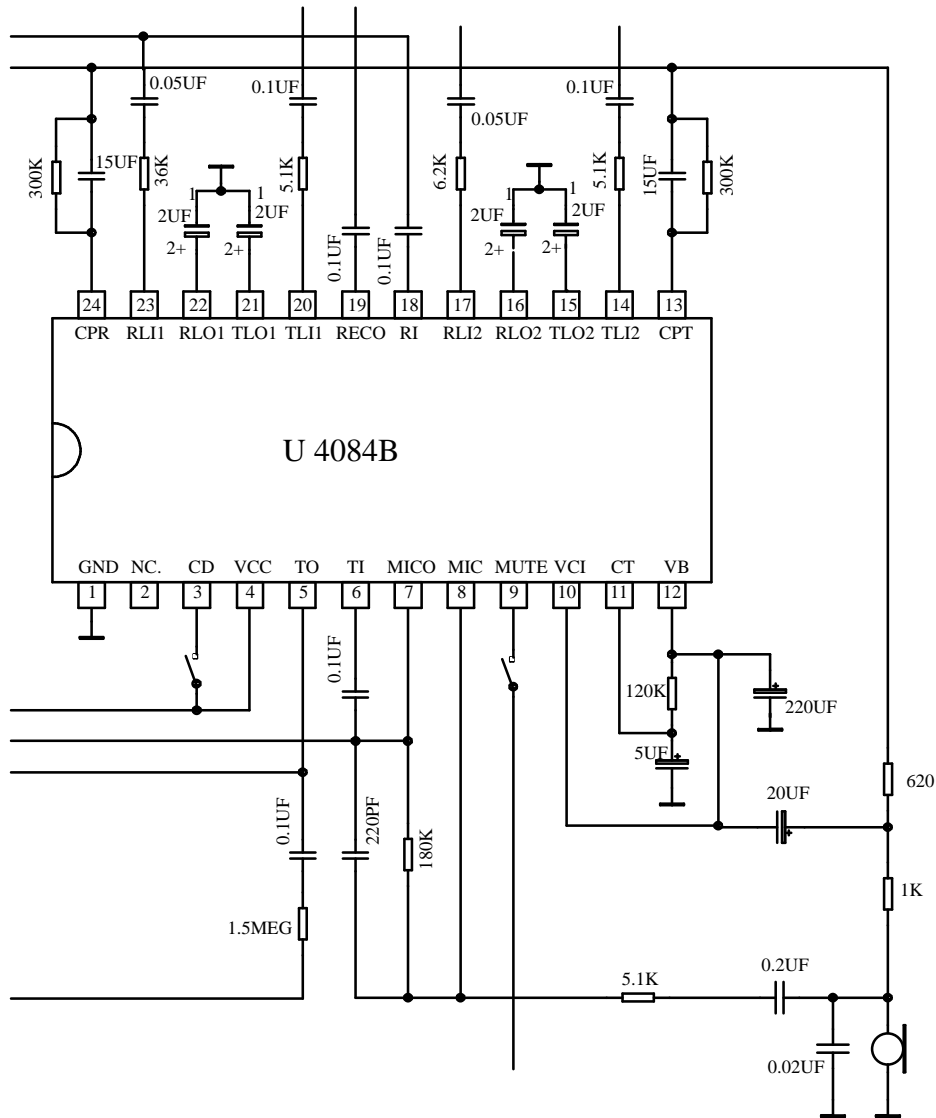 0.05UF
0.1UF
0.05UF
0.1UF
300K
15UF
36K
5.1K
6.2K
5.1K
15UF
300K
1
1
2UF
2UF
2+
2+
1
1
2UF
2UF
2+
2+
0.1UF
0.1UF
24 23 22 21 20 19 18 17 16 15 14 13
CPR RLI1 RLO1 TLO1 TLI1 RECO RI RLI2 RLO2 TLO2 TLI2 CPT
U 4084B
GND NC. CD VCC TO TI MICO MIC MUTE VCI CT VB
1 2 3 4 5 6 7 8 9 10 11 12
0.1UF
120K
220UF
5UF
620
20UF
0.1UF
220PF
180K
1K
1.5MEG
5.1K
0.2UF
0.02UF